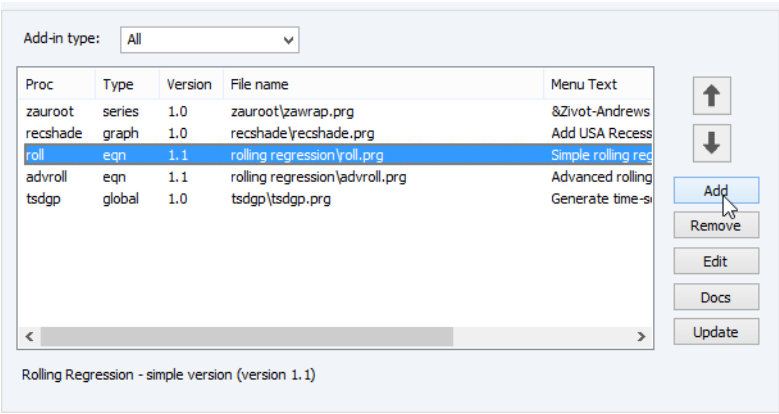 Add-in type: All
Proc Type Version File name Menu Text
zauroot series 1.0 zauroot\zawrap.prg &Zivot-Andrews
recshade graph 1.0 recshade\recshade.prg Add USA Recess
roll eqn 1.1 rolling regression\roll.prg Simple rolling reg
advroll eqn 1.1 rolling regression\advroll.prg Advanced rolling
tsdgp global 1.0 tsdgp\tsdgp.prg Generate time-s
Add
Remove
Edit
Docs
Update
Rolling Regression - simple version (version 1.1)